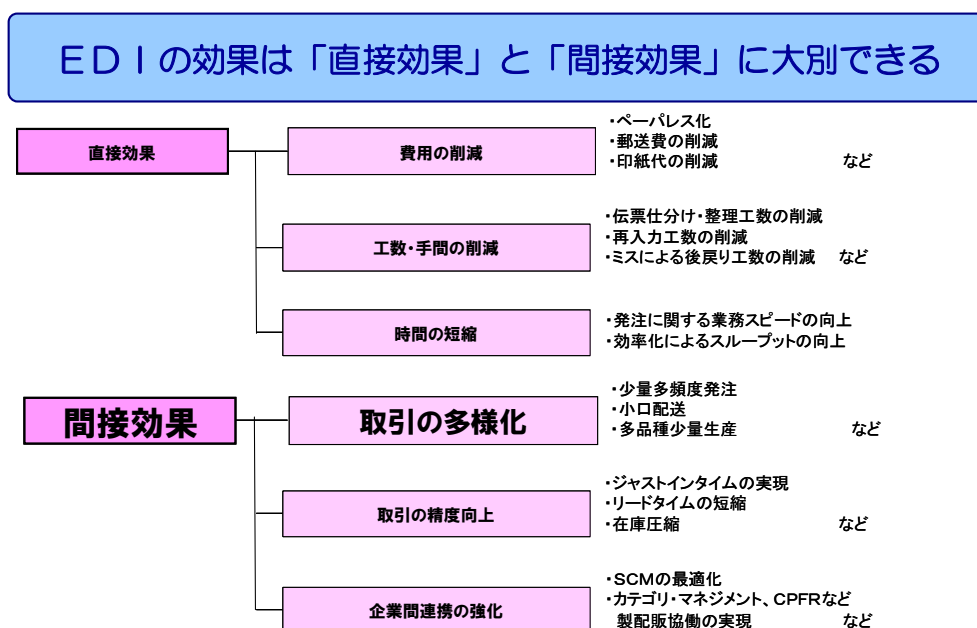 ＥＤＩの効果は「直接効果」と「間接効果」に大別できる
直接効果
費用の削減
・ペーパレス化
・郵送費の削減
・印紙代の削減 など
工数・手間の削減
・伝票仕分け・整理工数の削減
・再入力工数の削減
・ミスによる後戻り工数の削減 など
時間の短縮
・発注に関する業務スピードの向上
・効率化によるスループットの向上
間接効果
取引の多様化
・少量多頻度発注
・小口配送
・多品種少量生産 など
取引の精度向上
・ジャストインタイムの実現
・リードタイムの短縮
・在庫圧縮 など
企業間連携の強化
・SCMの最適化
・カテゴリ・マネジメント、CPFRなど
製配販協働の実現 など